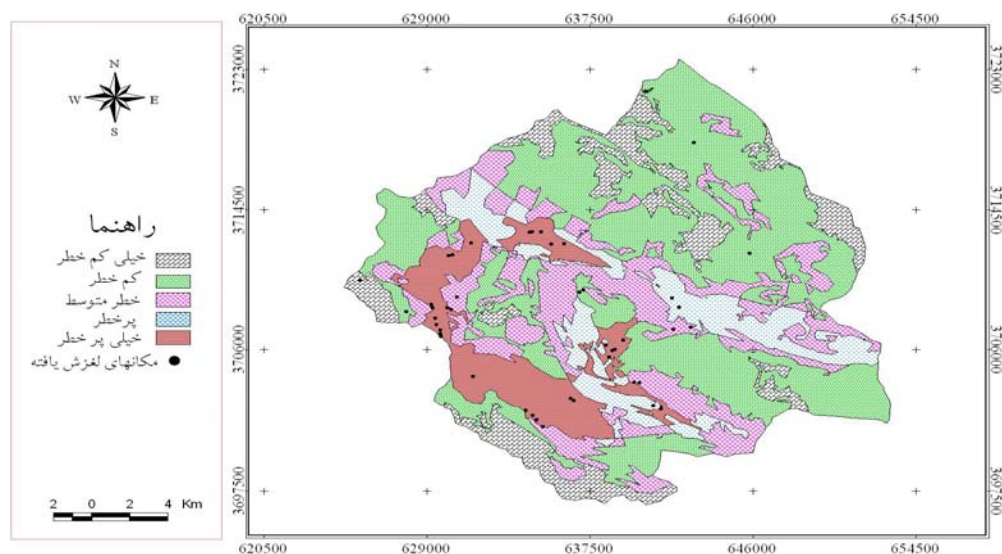 620500 629000 637500 646000 654500
N
W E
S
راهنما
خیلی کم خطر
کم خطر
خطر متوسط
پرخطر
خیلی پر خطر
مکانهای لغزش یافته
2 0 2 4 Km
3723000
3714500
3706000
3697500
3723000
3714500
3706000
3697500
620500 629000 637500 646000 654500